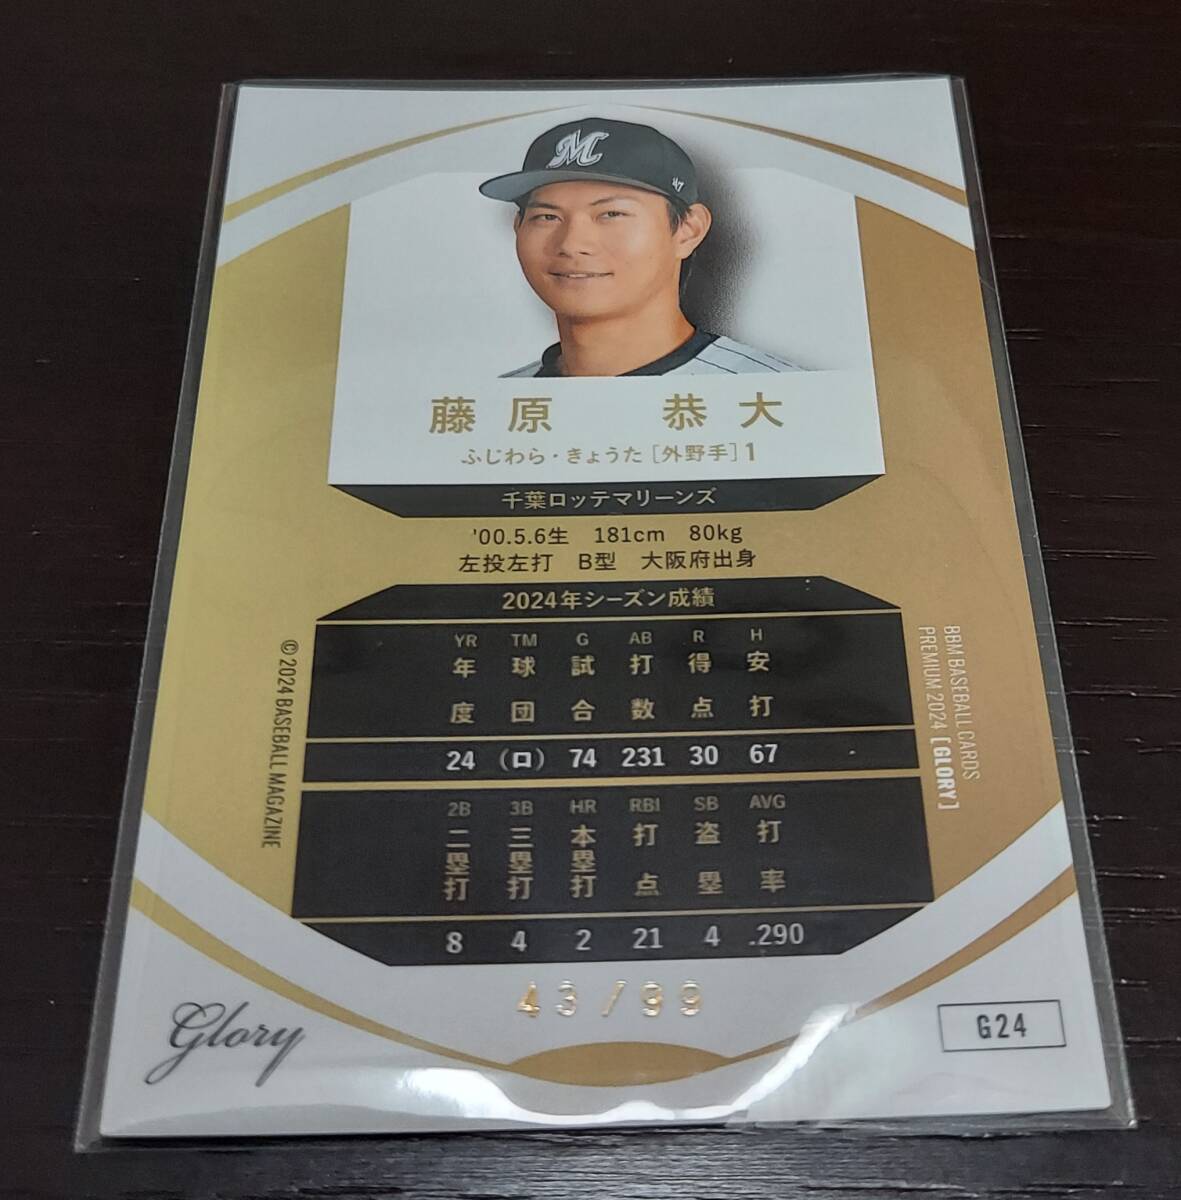 M
'47
藤原 恭大
ふじわら・きょうた [外野手] 1
千葉ロッテマリーンズ
'00.5.6生 181cm 80kg
左投左打 B型 大阪府出身
2024年シーズン成績
YR TM G AB R H
年度 球団 試合 打数 得点 安打
24 (ロ) 74 231 30 67
2B 3B HR RBI SB AVG
二塁打 三塁打 本塁打 打点 盗塁 打率
8 4 2 21 4 .290
43/99
Glory
G24
© 2024 BASEBALL MAGAZINE
BBM BASEBALL CARDS
PREMIUM 2024 [GLORY]